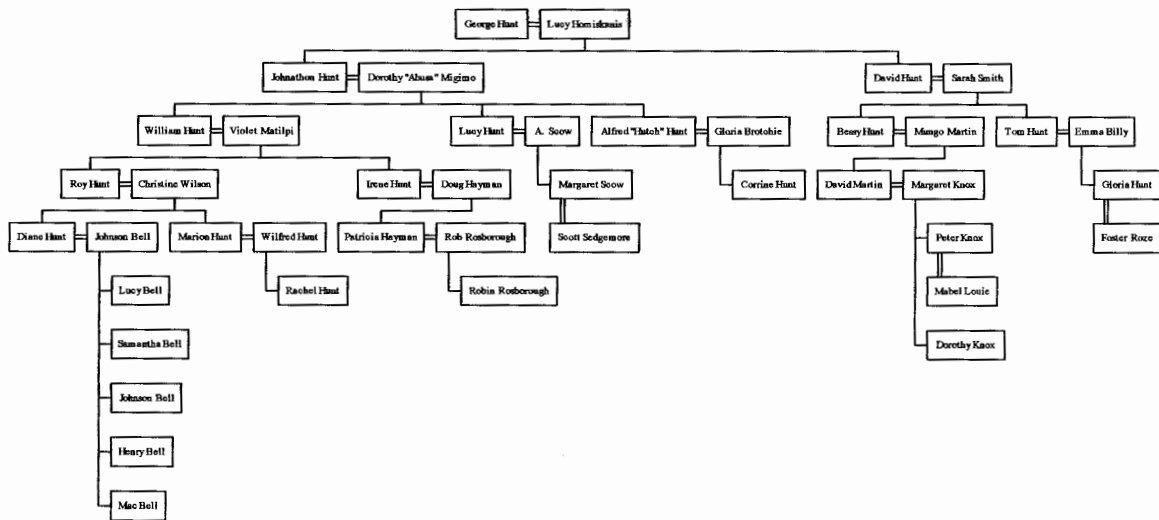 George Hunt
Lucy Homiskanis
Johnathon Hunt
Dorothy "Abusa" Migimo
David Hunt
Sarah Smith
William Hunt
Violet Matilpi
Lucy Hunt
A. Scow
Alfred "Hutch" Hunt
Gloria Brotchie
Bessy Hunt
Mungo Martin
Tom Hunt
Emma Billy
Roy Hunt
Christine Wilson
Irene Hunt
Doug Hayman
Margaret Scow
Corrine Hunt
David Martin
Margaret Knox
Gloria Hunt
Diane Hunt
Johnson Bell
Marion Hunt
Wilfred Hunt
Patricia Hayman
Rob Rosborough
Scott Sedgemore
Peter Knox
Foster Roze
Lucy Bell
Rachel Hunt
Robin Rosborough
Mabel Louie
Samantha Bell
Dorothy Knox
Johnson Bell
Henry Bell
Mac Bell